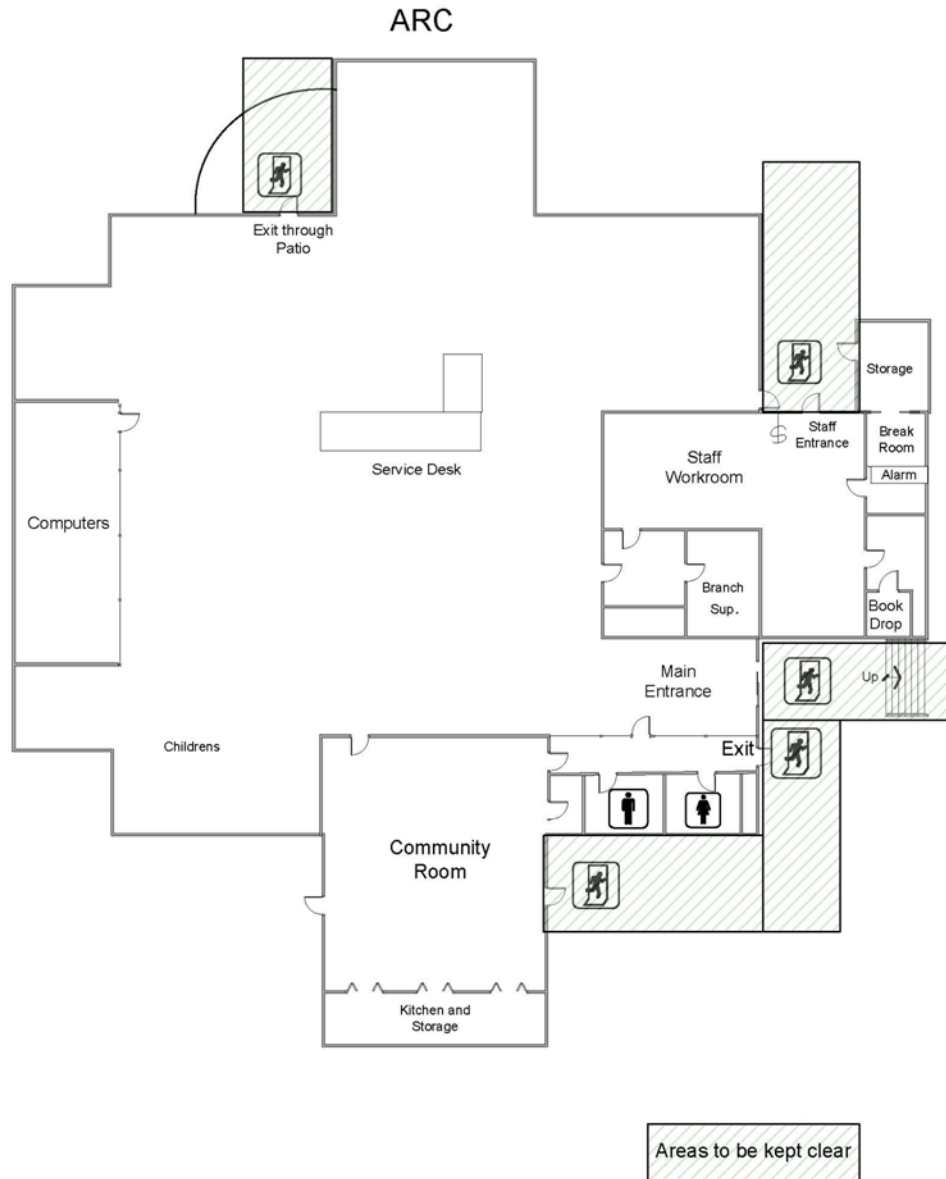 ARC
Exit through
Patio
Storage
Staff
Entrance
Break
Room
Alarm
Service Desk
Staff
Workroom
Computers
Branch
Sup.
Book
Drop
Main
Entrance
Up
Exit
Childrens
Community
Room
Kitchen and
Storage
Areas to be kept clear